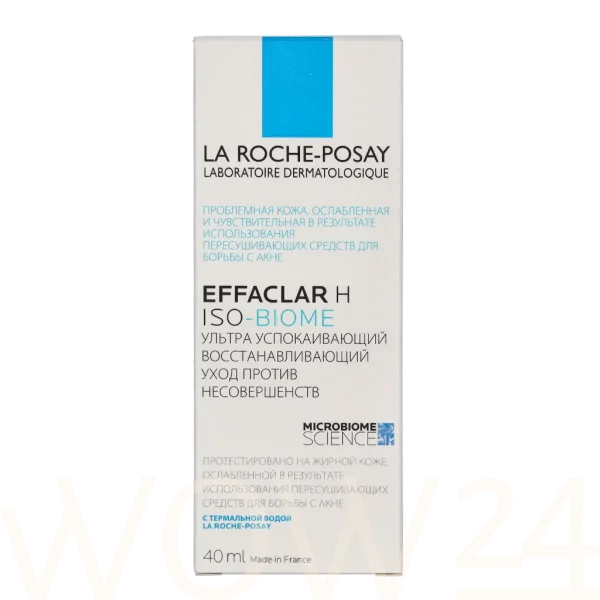 LA ROCHE-POSAY
LABORATOIRE DERMATOLOGIQUE
ПРОБЛЕМНАЯ КОЖА, ОСЛАБЛЕННАЯ
И ЧУВСТВИТЕЛЬНАЯ В РЕЗУЛЬТАТЕ
ИСПОЛЬЗОВАНИЯ
ПЕРЕСУШИВАЮЩИХ СРЕДСТВ ДЛЯ
БОРЬБЫ С АКНЕ
EFFACLAR H
ISO-BIOME
УЛЬТРА УСПОКАИВАЮЩИЙ
ВОССТАНАВЛИВАЮЩИЙ
УХОД ПРОТИВ
НЕСОВЕРШЕНСТВ
MICROBIOME
SCIENCE
ПРОТЕСТИРОВАНО НА ЖИРНОЙ КОЖЕ,
ОСЛАБЛЕННОЙ В РЕЗУЛЬТАТЕ
ИСПОЛЬЗОВАНИЯ ПЕРЕСУШИВАЮЩИХ
СРЕДСТВ ДЛЯ БОРЬБЫ С АКНЕ
С ТЕРМАЛЬНОЙ ВОДОЙ
LA ROCHE-POSAY
WOW24
40 ml Made in France